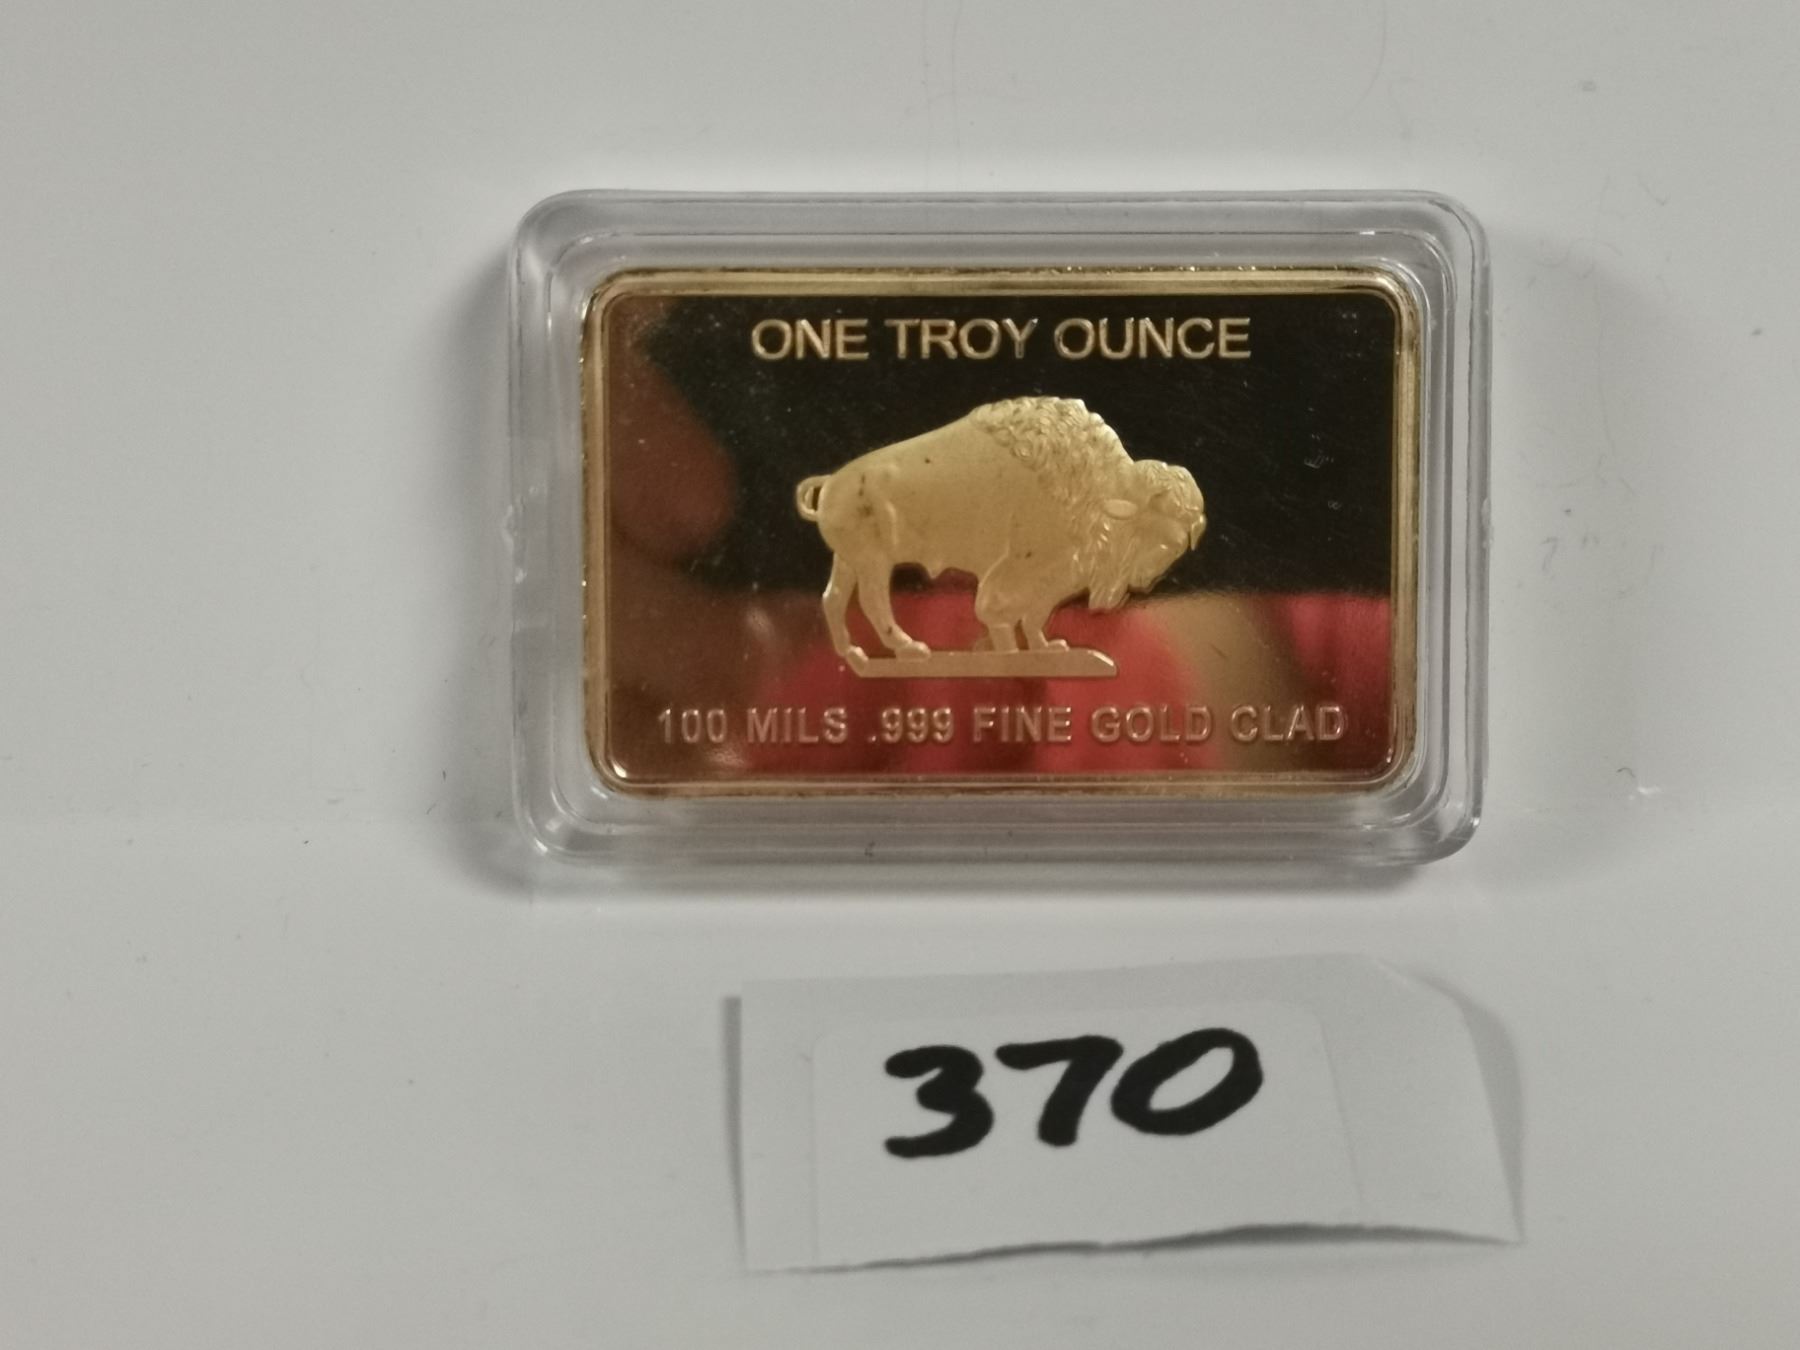 ONE TROY OUNCE
100 MILS .999 FINE GOLD CLAD
370